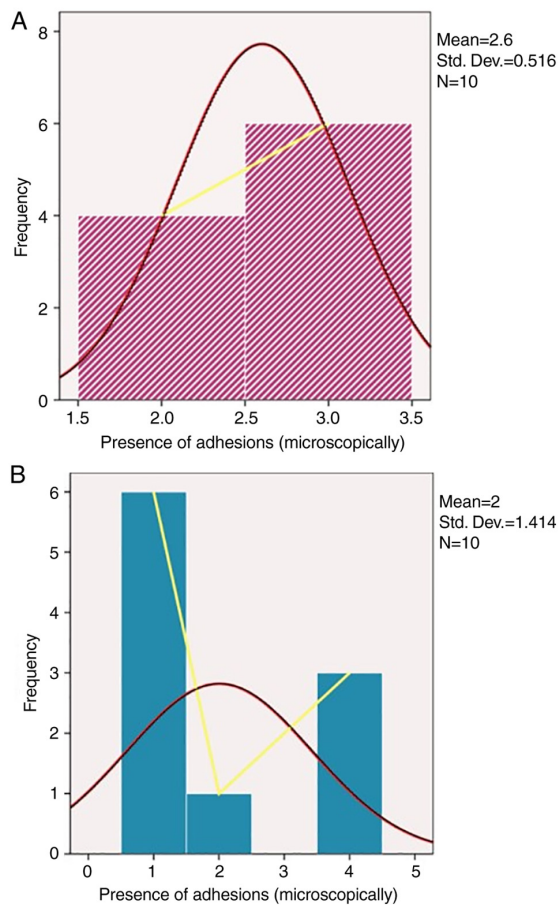 A
8
6
4
2
0
Frequency
1.5 2.0 2.5 3.0 3.5
Presence of adhesions (microscopically)
Mean=2.6
Std. Dev.=0.516
N=10
B
6
5
4
3
2
1
0
Frequency
0 1 2 3 4 5
Presence of adhesions (microscopically)
Mean=2
Std. Dev.=1.414
N=10